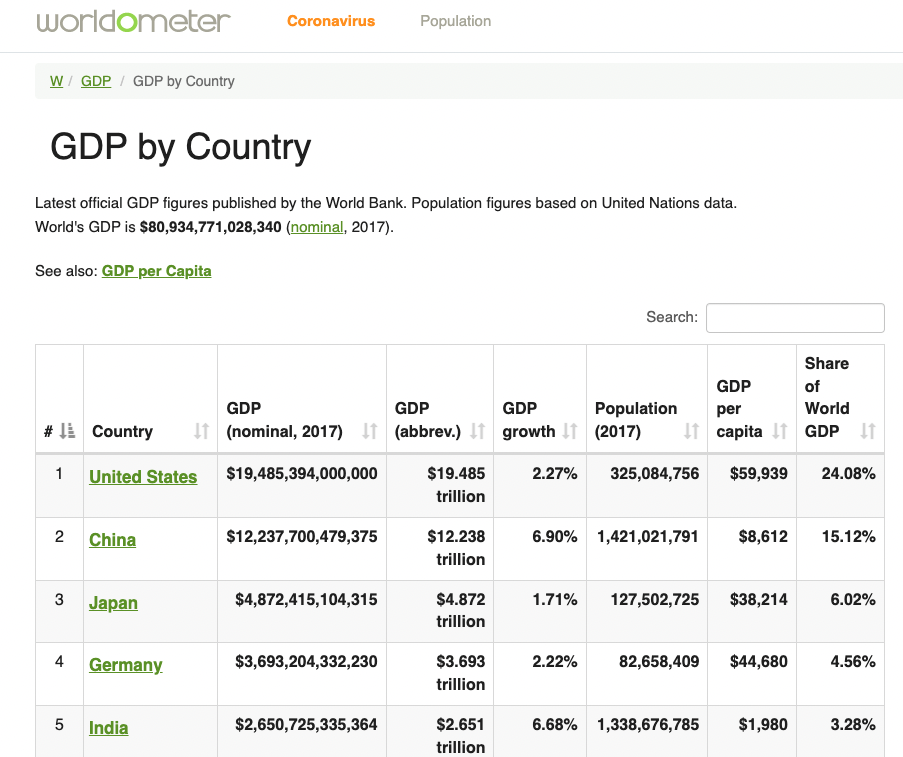 worldometer Coronavirus Population
W / GDP / GDP by Country
GDP by Country
Latest official GDP figures published by the World Bank. Population figures based on United Nations data.
World's GDP is $80,934,771,028,340 (nominal, 2017).
See also: GDP per Capita
Search:
# Country GDP (nominal, 2017) GDP (abbrev.) GDP growth Population (2017) GDP per capita Share of World GDP
1 United States $19,485,394,000,000 $19.485 trillion 2.27% 325,084,756 $59,939 24.08%
2 China $12,237,700,479,375 $12.238 trillion 6.90% 1,421,021,791 $8,612 15.12%
3 Japan $4,872,415,104,315 $4.872 trillion 1.71% 127,502,725 $38,214 6.02%
4 Germany $3,693,204,332,230 $3.693 trillion 2.22% 82,658,409 $44,680 4.56%
5 India $2,650,725,335,364 $2.651 trillion 6.68% 1,338,676,785 $1,980 3.28%